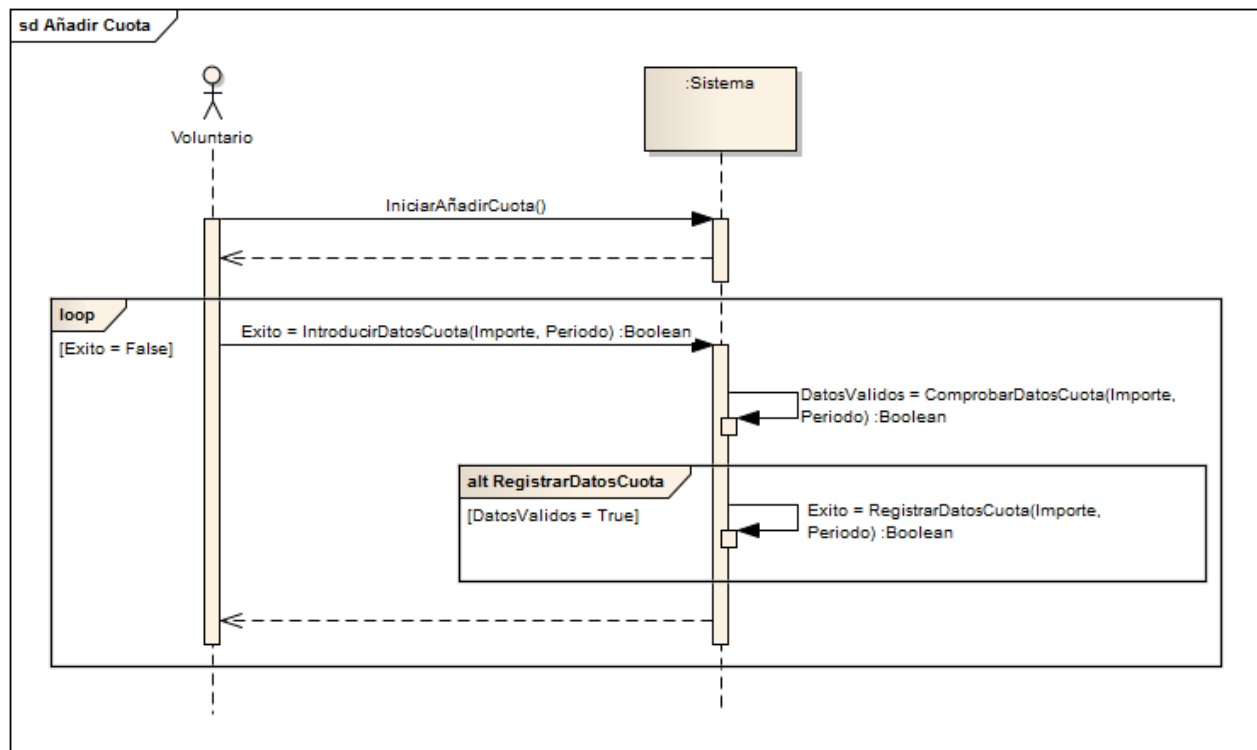 sd Añadir Cuota
:Sistema
Voluntario
IniciarAñadirCuota()
loop
[Exito = False]
Exito = IntroducirDatosCuota(Importe, Periodo) :Boolean
DatosValidos = ComprobarDatosCuota(Importe,
Periodo) :Boolean
alt RegistrarDatosCuota
[DatosValidos = True]
Exito = RegistrarDatosCuota(Importe,
Periodo) :Boolean